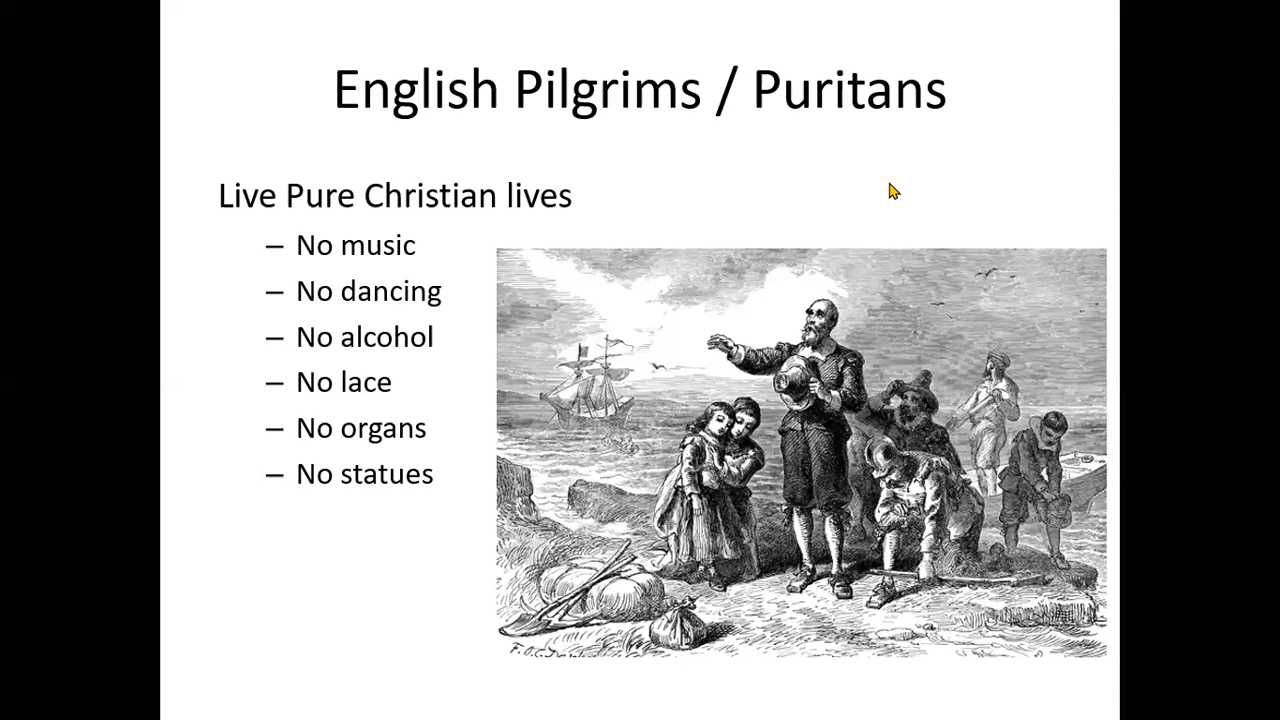 English Pilgrims / Puritans
Live Pure Christian lives
– No music
– No dancing
– No alcohol
– No lace
– No organs
– No statues